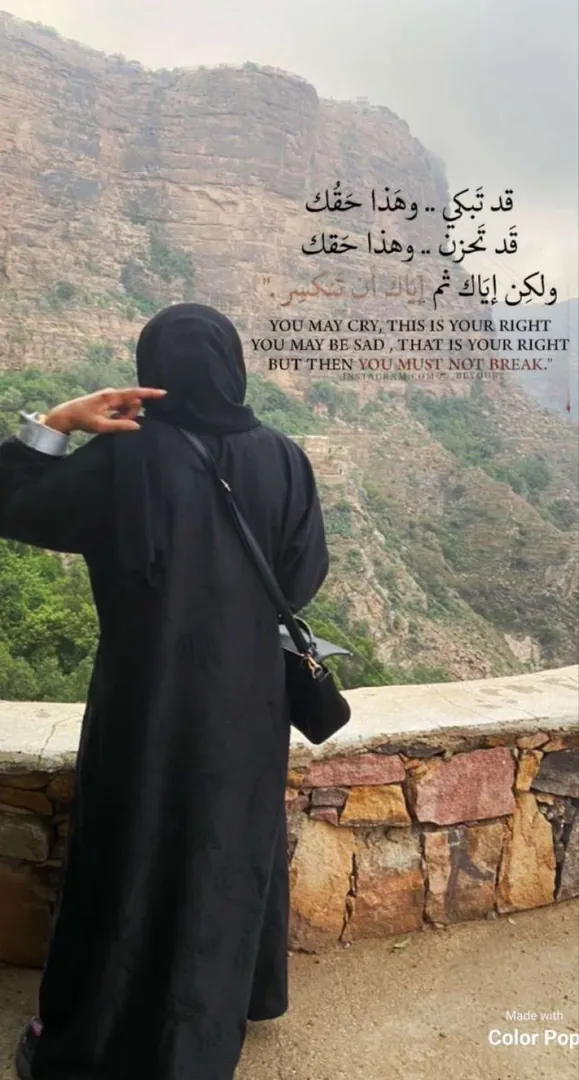 قد تَبكي .. وهَذا حَقُك
قَد تَحزن .. وهذا حَقك
ولكِن إيَاك ثم إيَاك أن تَنكسِر ."
YOU MAY CRY, THIS IS YOUR RIGHT
YOU MAY BE SAD , THAT IS YOUR RIGHT
BUT THEN YOU MUST NOT BREAK."
Made with
Color Pop